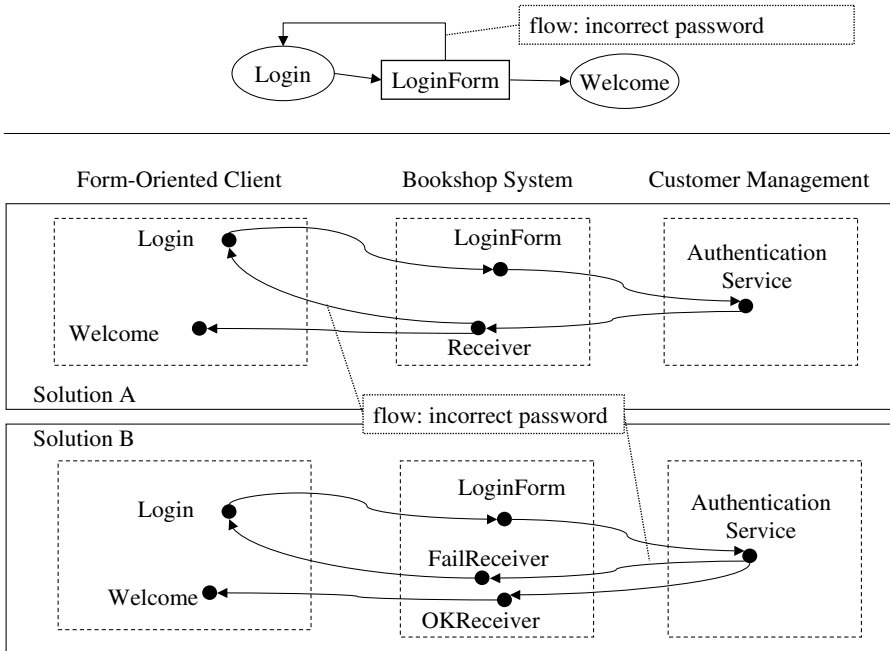 flow: incorrect password
Login
LoginForm
Welcome
Form-Oriented Client
Bookshop System
Customer Management
Login
LoginForm
Authentication
Service
Welcome
Receiver
Solution A
flow: incorrect password
Solution B
Login
LoginForm
Authentication
Service
FailReceiver
Welcome
OKReceiver